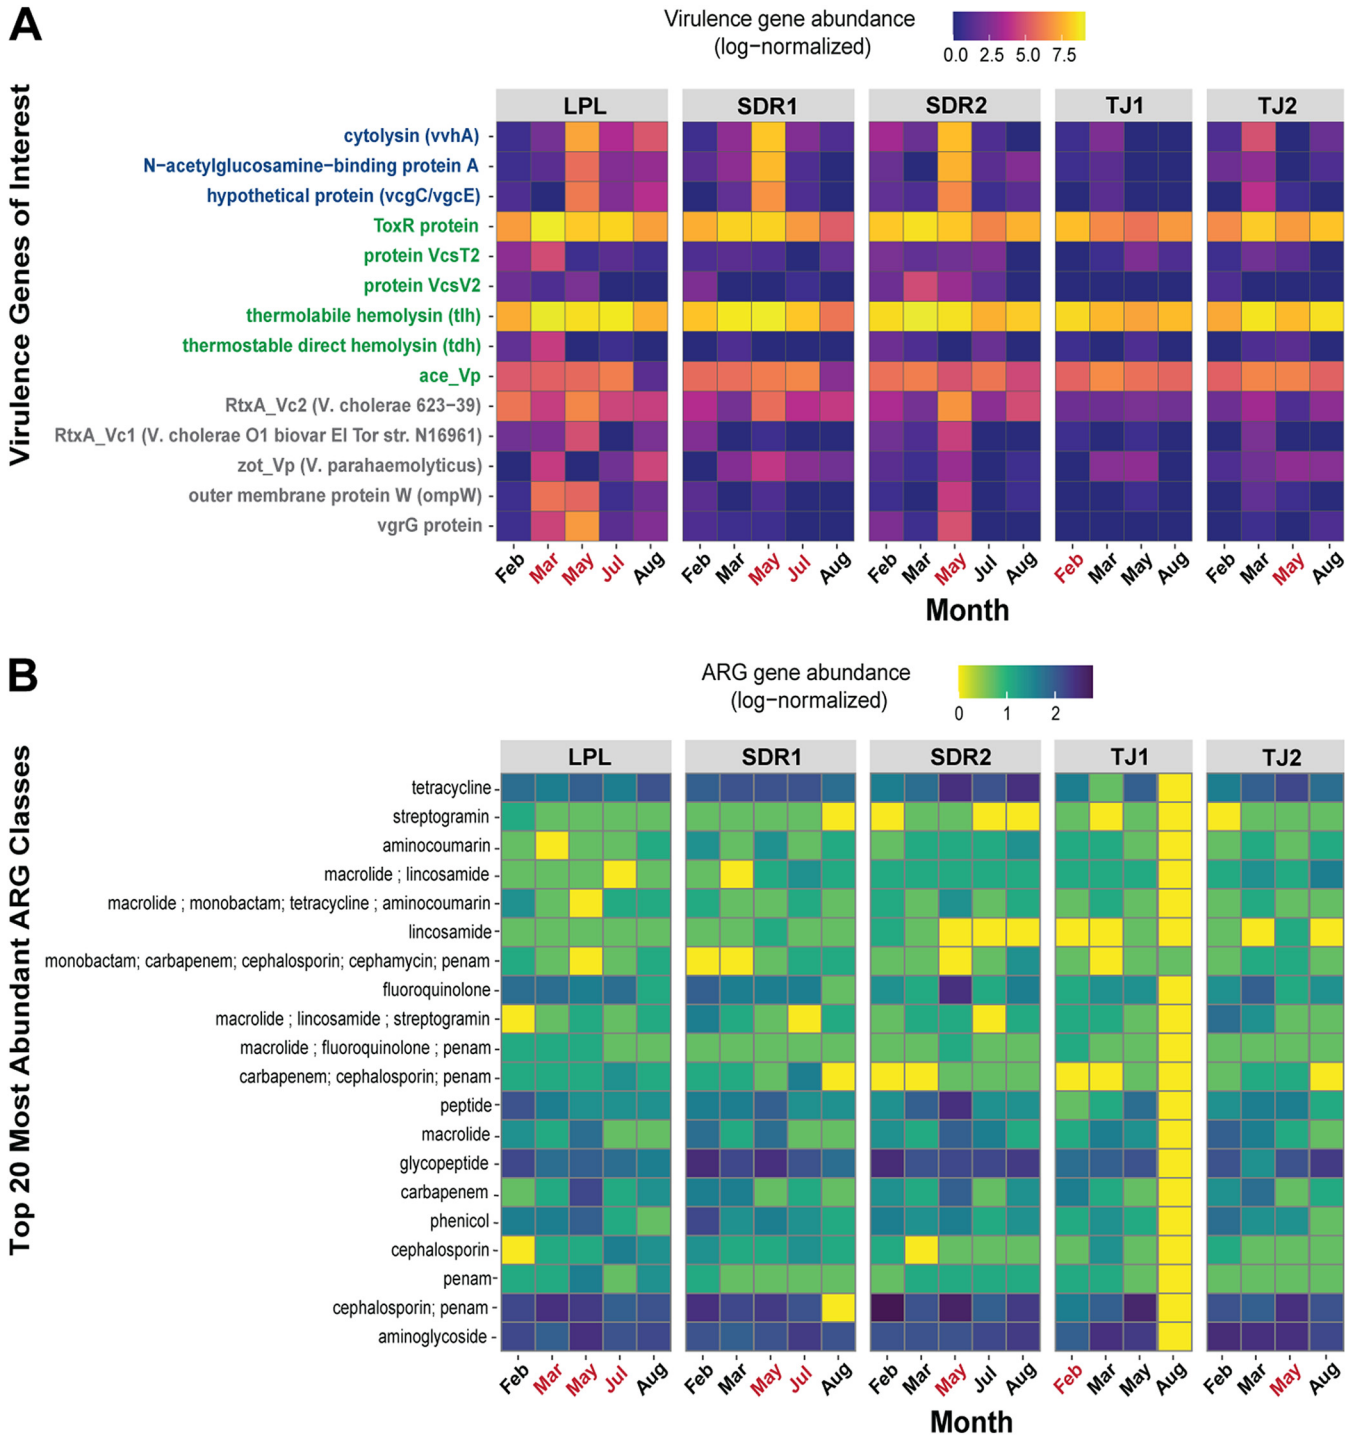 A
Virulence gene abundance
(log−normalized)
0.0 2.5 5.0 7.5
Virulence Genes of Interest
LPL SDR1 SDR2 TJ1 TJ2
cytolysin (vvhA)
N−acetylglucosamine−binding protein A
hypothetical protein (vcgC/vgcE)
ToxR protein
protein VcsT2
protein VcsV2
thermolabile hemolysin (tlh)
thermostable direct hemolysin (tdh)
ace_Vp
RtxA_Vc2 (V. cholerae 623−39)
RtxA_Vc1 (V. cholerae O1 biovar El Tor str. N16961)
zot_Vp (V. parahaemolyticus)
outer membrane protein W (ompW)
vgrG protein
Feb Mar May Jul Aug Feb Mar May Jul Aug Feb Mar May Jul Aug Feb Mar May Aug Feb Mar May Aug
Month
B
ARG gene abundance
(log−normalized)
0 1 2
Top 20 Most Abundant ARG Classes
LPL SDR1 SDR2 TJ1 TJ2
tetracycline
streptogramin
aminocoumarin
macrolide ; lincosamide
macrolide ; monobactam; tetracycline ; aminocoumarin
lincosamide
monobactam; carbapenem; cephalosporin; cephamycin; penam
fluoroquinolone
macrolide ; lincosamide ; streptogramin
macrolide ; fluoroquinolone ; penam
carbapenem; cephalosporin; penam
peptide
macrolide
glycopeptide
carbapenem
phenicol
cephalosporin
penam
cephalosporin; penam
aminoglycoside
Feb Mar May Jul Aug Feb Mar May Jul Aug Feb Mar May Jul Aug Feb Mar May Aug Feb Mar May Aug
Month